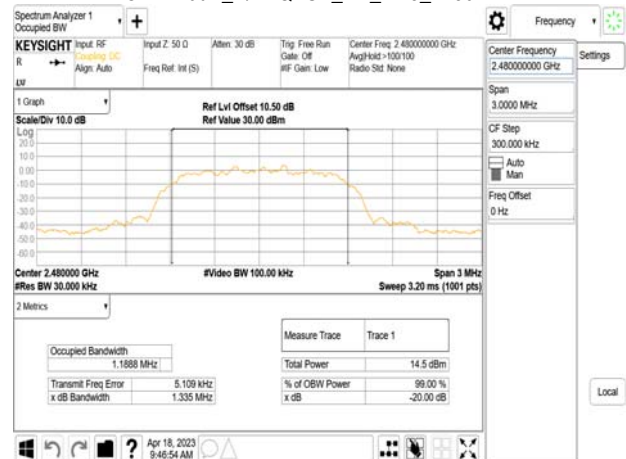 Spectrum Analyzer 1
Occupied BW
Frequency
KEYSIGHT Input: RF Input Z: 50 Ω Atten: 30 dB Trig: Free Run Center Freq: 2.480000000 GHz
R Coupling: DC Gate: Off Avg|Hold:>100/100
Align: Auto Freq Ref: Int (S) #IF Gain: Low Radio Std: None
Center Frequency
2.480000000 GHz
Settings
Span
3.0000 MHz
CF Step
300.000 kHz
Auto
Man
Freq Offset
0 Hz
1 Graph
Ref Lvl Offset 10.50 dB
Scale/Div 10.0 dB Ref Value 30.00 dBm
Log
20.0
10.0
0.00
-10.0
-20.0
-30.0
-40.0
-50.0
-60.0
Center 2.480000 GHz #Video BW 100.00 kHz Span 3 MHz
#Res BW 30.000 kHz Sweep 3.20 ms (1001 pts)
2 Metrics
Measure Trace Trace 1
Occupied Bandwidth
1.1888 MHz
Total Power 14.5 dBm
Transmit Freq Error 5.109 kHz % of OBW Power 99.00 %
x dB Bandwidth 1.335 MHz x dB -20.00 dB
Local
Apr 18, 2023
9:46:54 AM